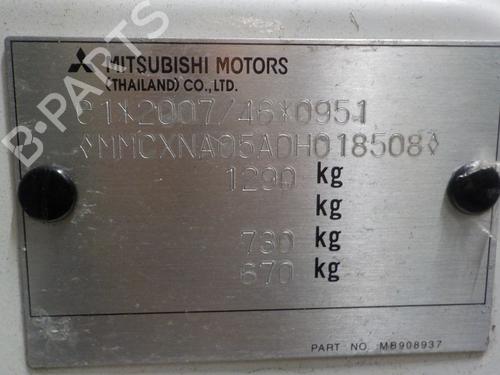 B-PARTS
MITSUBISHI MOTORS
(THAILAND) CO., LTD.
e1*2007/46*0951
◊MMCXNA05ADH018508◊
1290 kg
kg
730 kg
670 kg
PART NO. MB908937